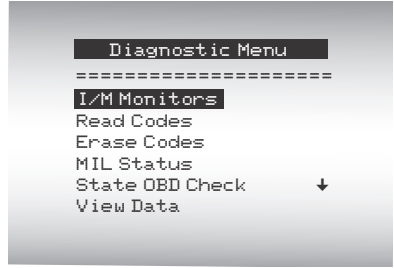 Diagnostic Menu
=====================
I/M Monitors
Read Codes
Erase Codes
MIL Status
State OBD Check ↓
View Data